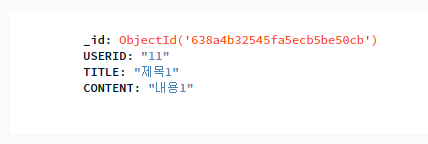 _id: ObjectId('638a4b32545fa5ecb5be50cb')
USERID: "11"
TITLE: "제목1"
CONTENT: "내용1"